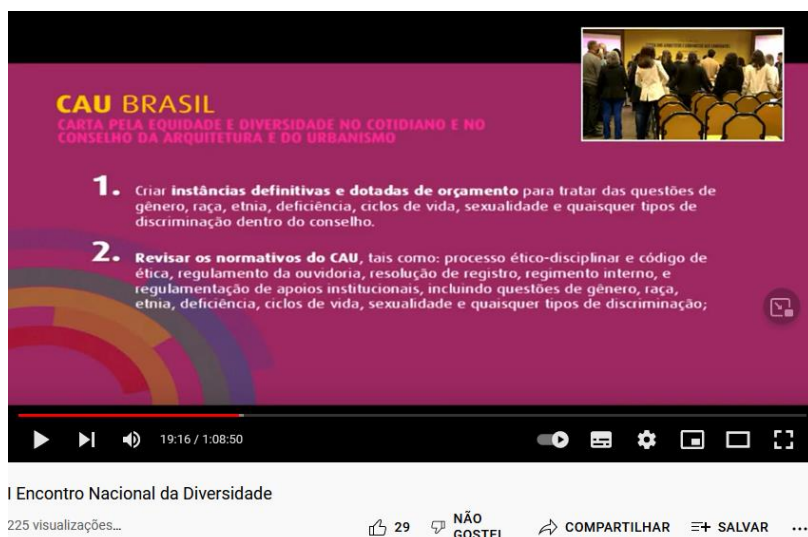 CAU BRASIL
CARTA PELA EQUIDADE E DIVERSIDADE NO COTIDIANO E NO
CONSELHO DA ARQUITETURA E DO URBANISMO
1. Criar instâncias definitivas e dotadas de orçamento para tratar das questões de
gênero, raça, etnia, deficiência, ciclos de vida, sexualidade e quaisquer tipos de
discriminação dentro do conselho.
2. Revisar os normativos do CAU, tais como: processo ético-disciplinar e código de
ética, regulamento da ouvidoria, resolução de registro, regimento interno, e
regulamentação de apoios institucionais, incluindo questões de gênero, raça,
etnia, deficiência, ciclos de vida, sexualidade e quaisquer tipos de discriminação;
19:16 / 1:08:50
I Encontro Nacional da Diversidade
225 visualizações...
29
NÃO
GOSTEI
COMPARTILHAR
SALVAR